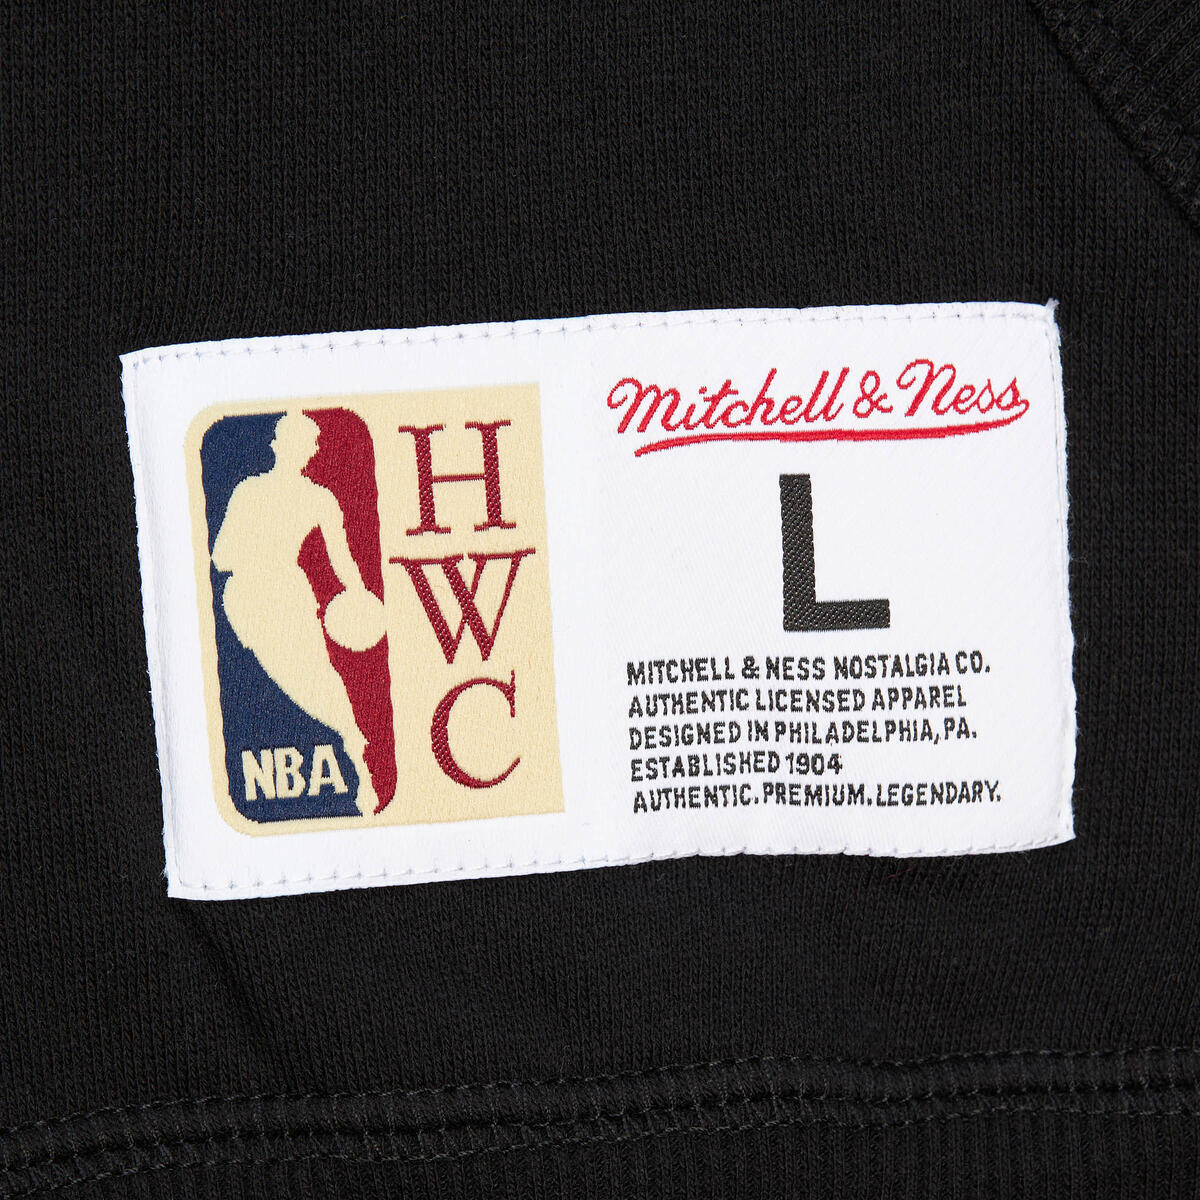 NBA
H
W
C
Mitchell & Ness
L
MITCHELL & NESS NOSTALGIA CO.
AUTHENTIC LICENSED APPAREL
DESIGNED IN PHILADELPHIA, PA.
ESTABLISHED 1904
AUTHENTIC. PREMIUM. LEGENDARY.